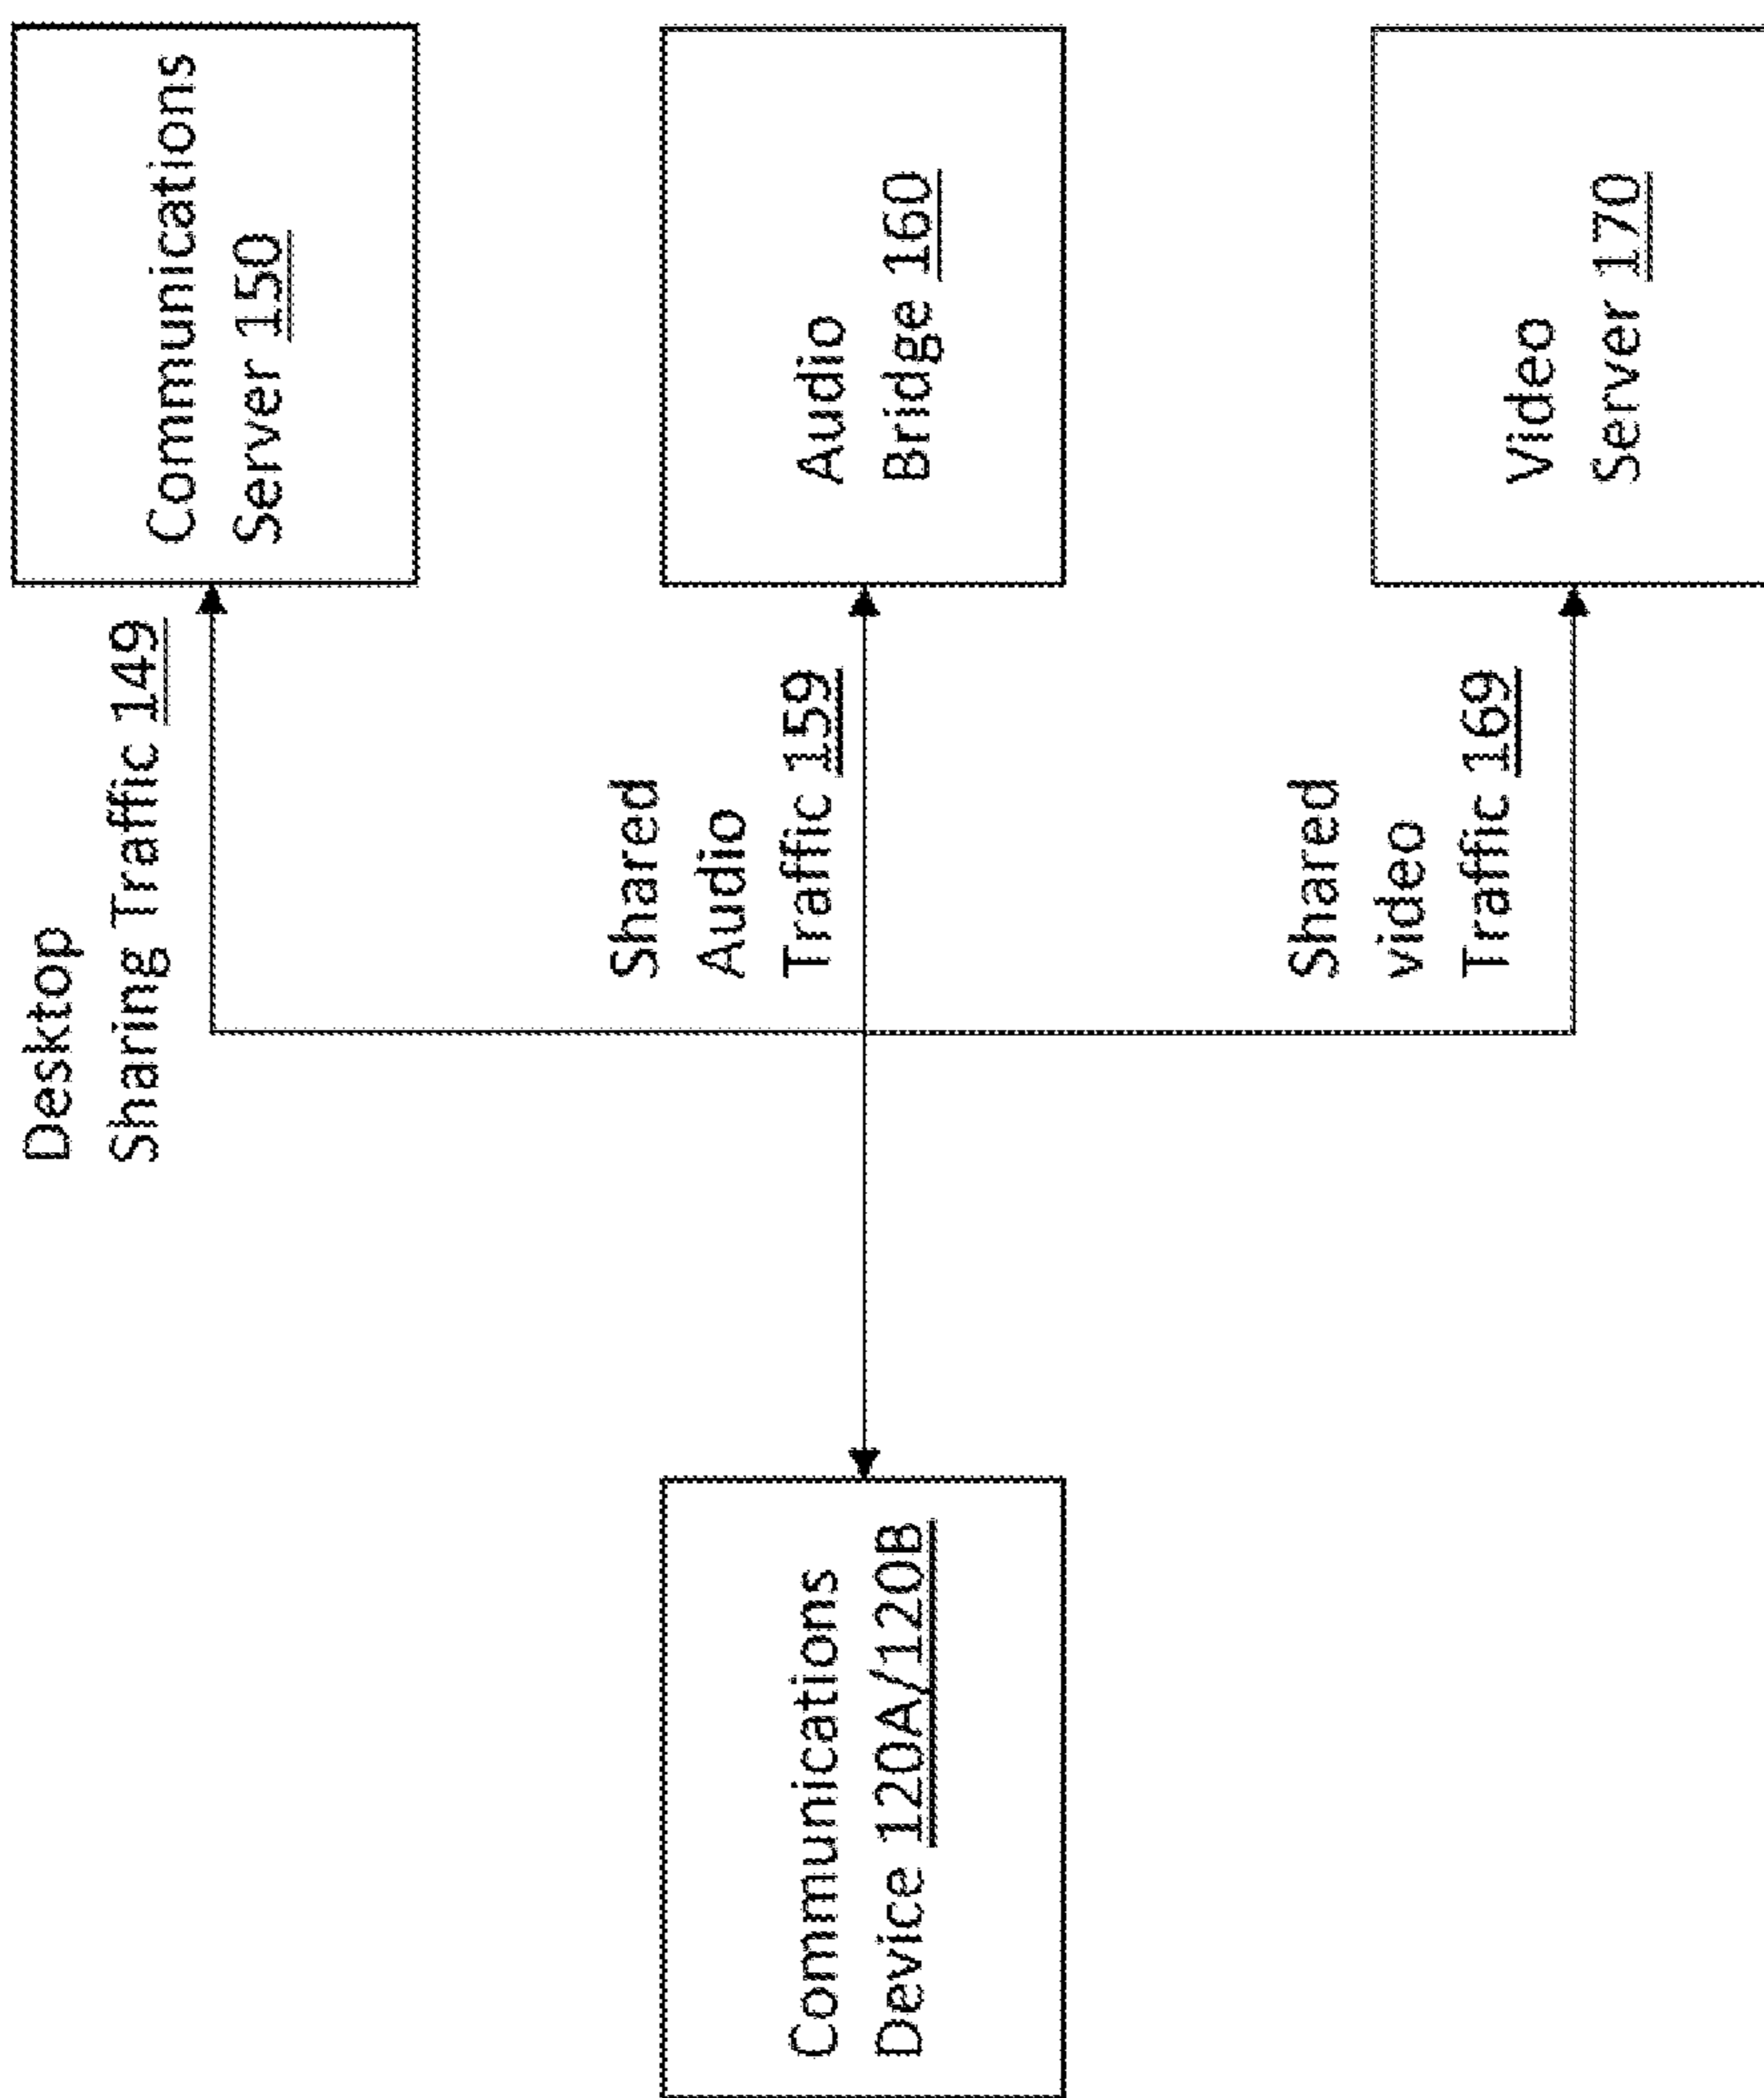 Desktop
Sharing Traffic 149
Communications
Server 150
Communications
Device 120A/120B
Shared
Audio
Traffic 159
Audio
Bridge 160
Shared
video
Traffic 169
Video
Server 170